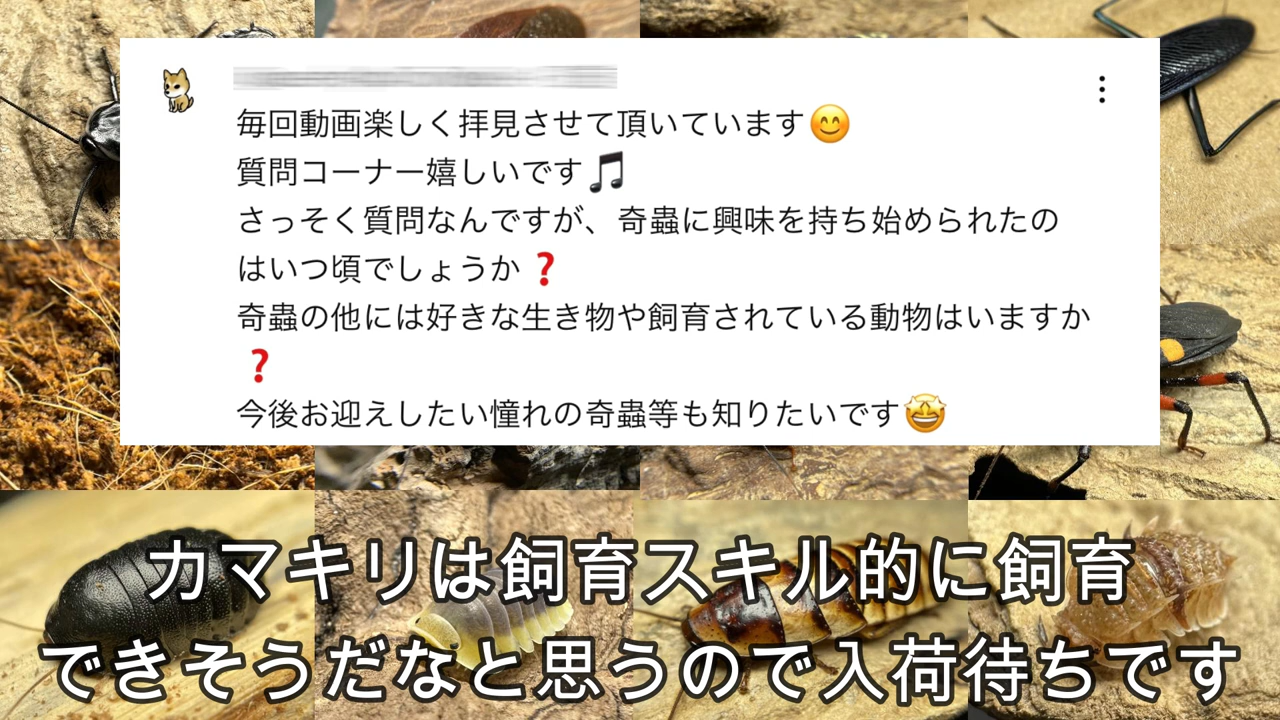 毎回動画楽しく拝見させて頂いています😊
質問コーナー嬉しいです🎵
さっそく質問なんですが、奇蟲に興味を持ち始められたの
はいつ頃でしょうか❓
奇蟲の他には好きな生き物や飼育されている動物はいますか
❓
今後お迎えしたい憧れの奇蟲等も知りたいです🤩
カマキリは飼育スキル的に飼育
できそうだなと思うので入荷待ちです